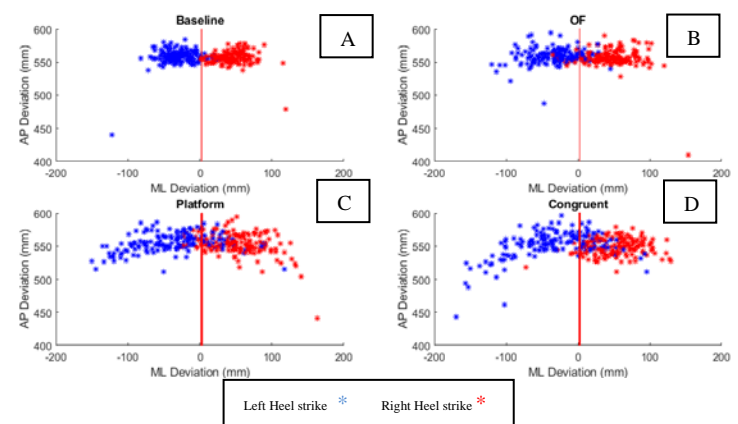 Baseline
A
AP Deviation (mm)
600
550
500
450
400
-200
-100
0
100
200
ML Deviation (mm)
OF
B
AP Deviation (mm)
600
550
500
450
400
-200
-100
0
100
200
ML Deviation (mm)
Platform
C
AP Deviation (mm)
600
550
500
450
400
-200
-100
0
100
200
ML Deviation (mm)
Congruent
D
AP Deviation (mm)
600
550
500
450
400
-200
-100
0
100
200
ML Deviation (mm)
Left Heel strike * Right Heel strike *